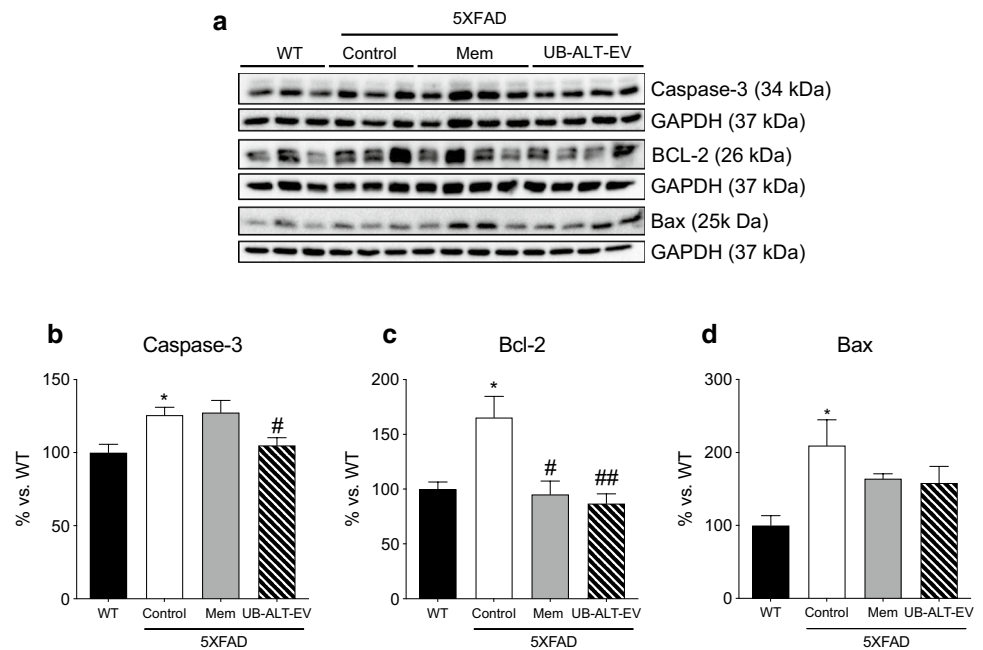 a
5XFAD
WT Control Mem UB-ALT-EV
Caspase-3 (34 kDa)
GAPDH (37 kDa)
BCL-2 (26 kDa)
GAPDH (37 kDa)
Bax (25k Da)
GAPDH (37 kDa)
b
Caspase-3
% vs. WT
150
100
50
0
*
#
WT Control Mem UB-ALT-EV
5XFAD
c
Bcl-2
% vs. WT
200
150
100
50
0
*
#
##
WT Control Mem UB-ALT-EV
5XFAD
d
Bax
% vs. WT
300
200
100
0
*
WT Control Mem UB-ALT-EV
5XFAD